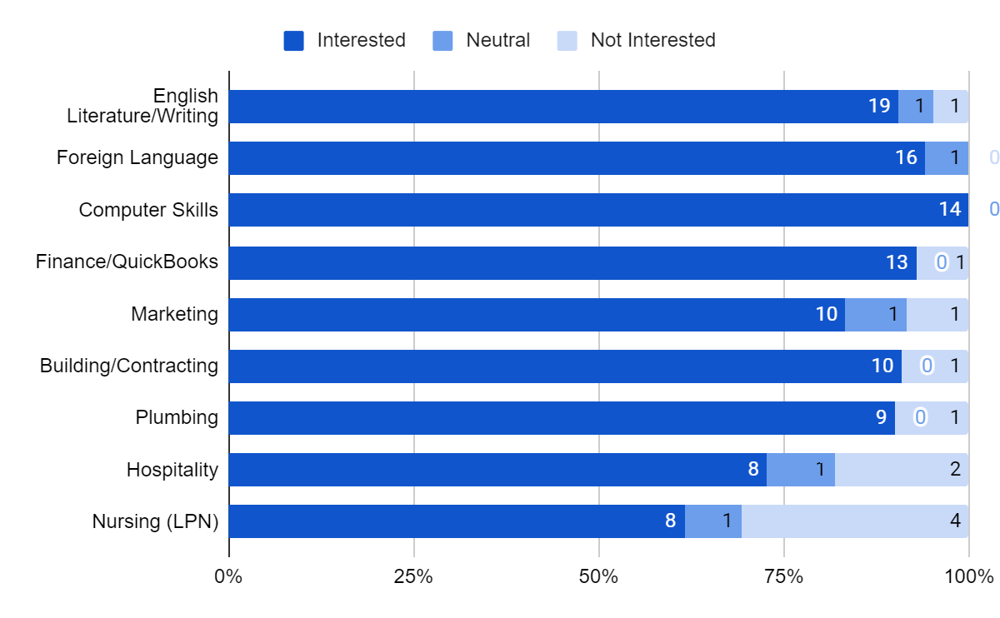 Interested Neutral Not Interested
English
Literature/Writing
19 1 1
Foreign Language
16 1 0
Computer Skills
14 0
Finance/QuickBooks
13 0 1
Marketing
10 1 1
Building/Contracting
10 0 1
Plumbing
9 0 1
Hospitality
8 1 2
Nursing (LPN)
8 1 4
0% 25% 50% 75% 100%